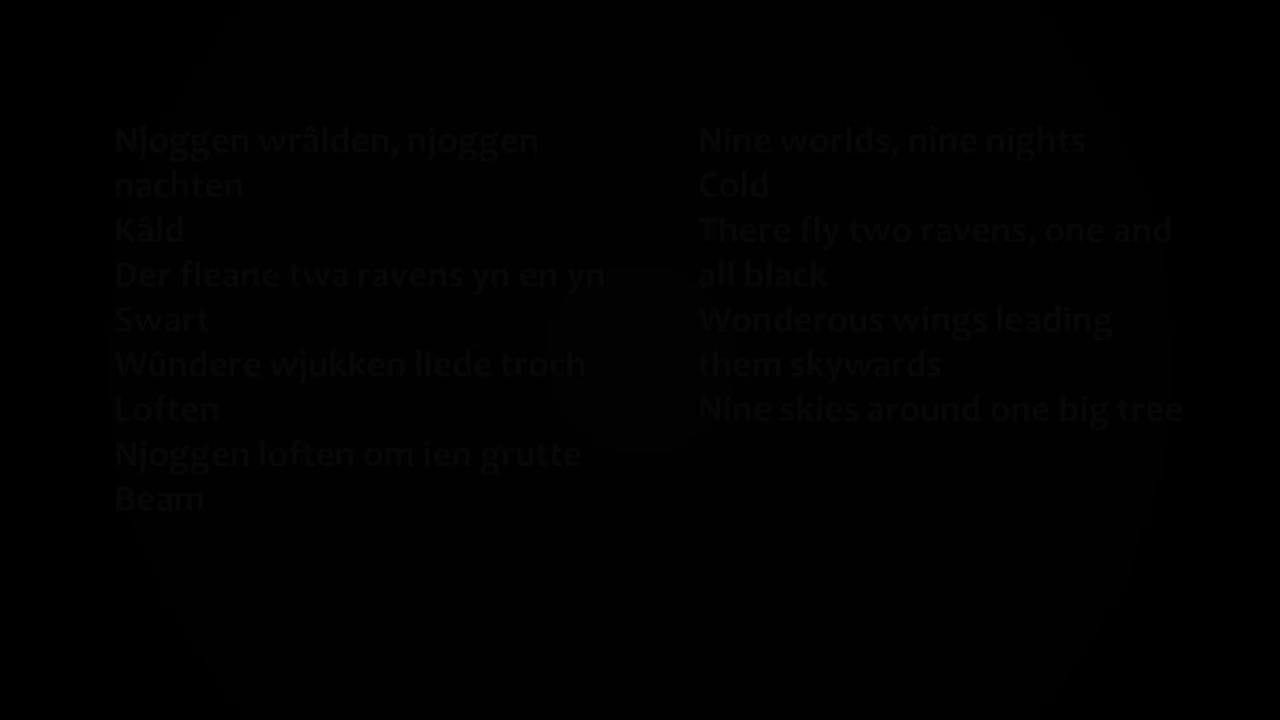 Njoggen wrâlden, njoggen
nachten
Kâld
Der fleane twa ravens yn en yn
Swart
Wûndere wjukken liede troch
Loften
Njoggen loften om ien grutte
Beam
Nine worlds, nine nights
Cold
There fly two ravens, one and
all black
Wonderous wings leading
them skywards
Nine skies around one big tree